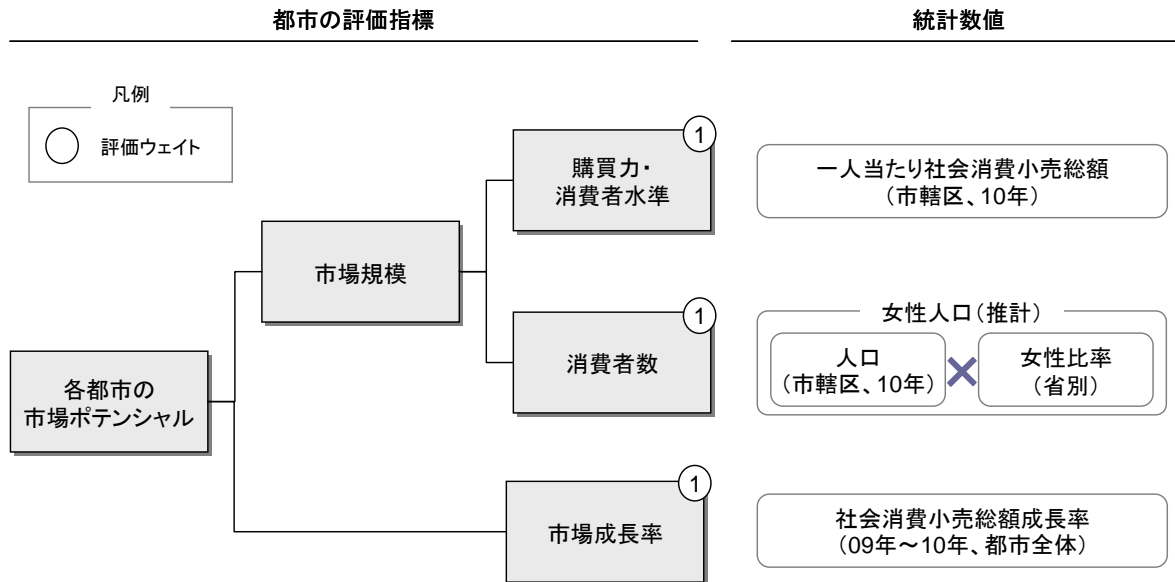 都市の評価指標
統計数値
凡例
評価ウェイト
各都市の
市場ポテンシャル
市場規模
1
購買力・
消費者水準
一人当たり社会消費小売総額
(市轄区、10年)
1
消費者数
女性人口(推計)
人口
(市轄区、10年)
×
女性比率
(省別)
1
市場成長率
社会消費小売総額成長率
(09年～10年、都市全体)